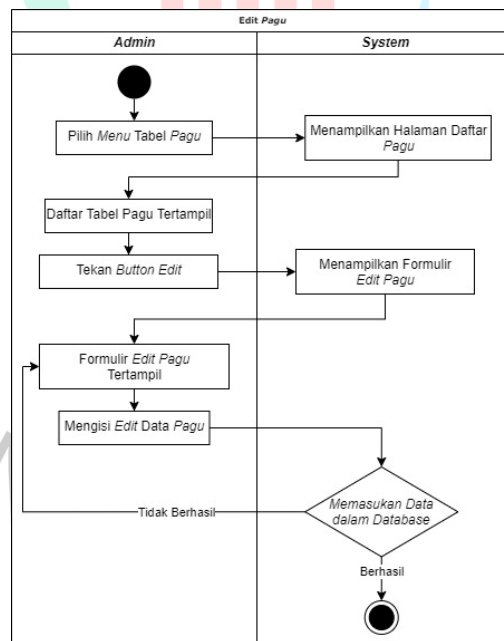 Edit Pagu
Admin
System
Pilih Menu Tabel Pagu
Menampilkan Halaman Daftar
Pagu
Daftar Tabel Pagu Tertampil
Tekan Button Edit
Menampilkan Formulir
Edit Pagu
Formulir Edit Pagu
Tertampil
Mengisi Edit Data Pagu
Memasukan Data
dalam Database
Tidak Berhasil
Berhasil